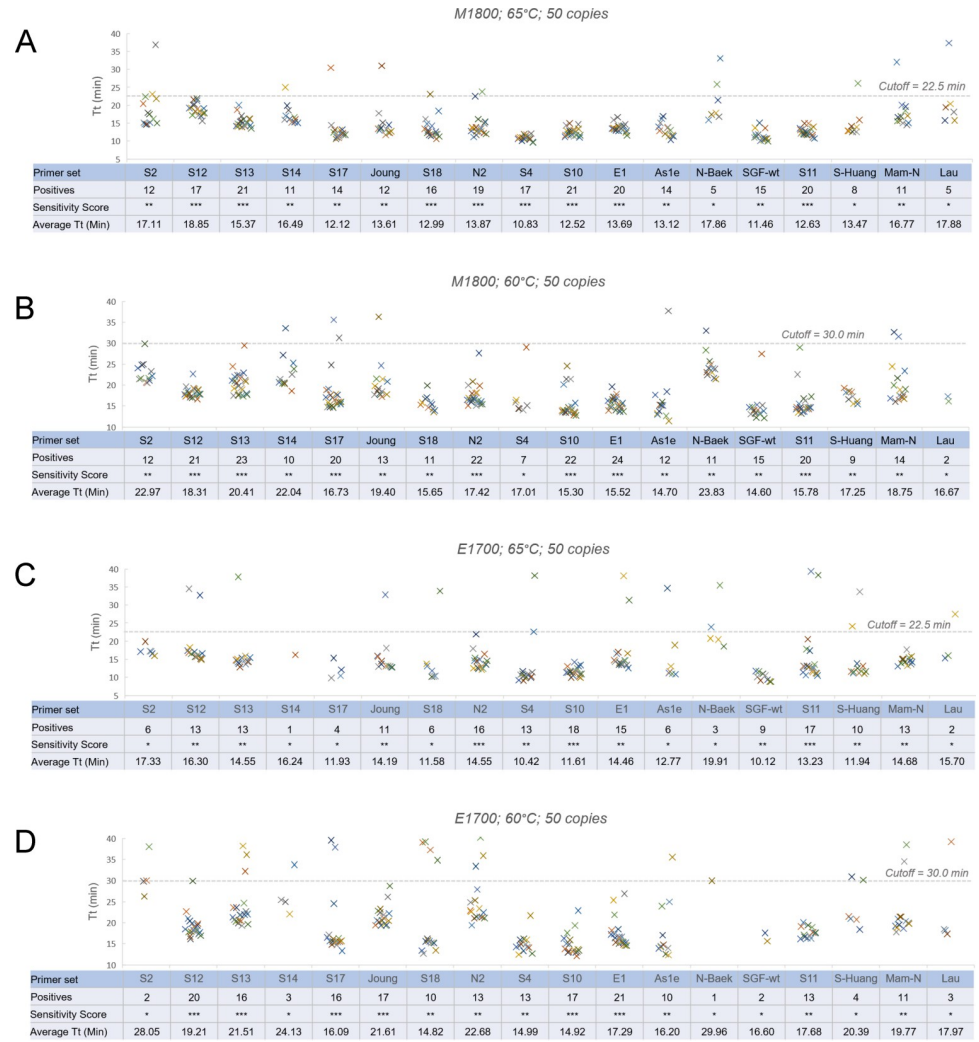 M1800; 65°C; 50 copies
A
40
35
30
25
20
15
10
5
Tt (min)
Cutoff = 22.5 min
Primer set S2 S12 S13 S14 S17 Joung S18 N2 S4 S10 E1 As1e N-Baek SGF-wt S11 S-Huang Mam-N Lau
Positives 12 17 21 11 14 12 16 19 17 21 20 14 5 15 20 8 11 5
Sensitivity Score ** *** *** ** ** ** ** *** *** *** *** ** * ** *** * ** *
Average Tt (Min) 17.11 18.85 15.37 16.49 12.12 13.61 12.99 13.87 10.83 12.52 13.69 13.12 17.86 11.46 12.63 13.47 16.77 17.88
M1800; 60°C; 50 copies
B
40
35
30
25
20
15
10
Tt (min)
Cutoff = 30.0 min
Primer set S2 S12 S13 S14 S17 Joung S18 N2 S4 S10 E1 As1e N-Baek SGF-wt S11 S-Huang Mam-N Lau
Positives 12 21 23 10 20 13 11 22 7 22 24 12 11 15 20 9 14 2
Sensitivity Score ** *** *** ** *** ** ** *** * *** *** ** ** ** *** ** ** *
Average Tt (Min) 22.97 18.31 20.41 22.04 16.73 19.40 15.65 17.42 17.01 15.30 15.52 14.70 23.83 14.60 15.78 17.25 18.75 16.67
E1700; 65°C; 50 copies
C
40
35
30
25
20
15
10
5
Tt (min)
Cutoff = 22.5 min
Primer set S2 S12 S13 S14 S17 Joung S18 N2 S4 S10 E1 As1e N-Baek SGF-wt S11 S-Huang Mam-N Lau
Positives 6 13 13 1 4 11 6 16 13 18 15 6 3 9 17 10 13 2
Sensitivity Score * ** ** * * ** * *** ** *** ** * * ** *** ** ** *
Average Tt (Min) 17.33 16.30 14.55 16.24 11.93 14.19 11.58 14.55 10.42 11.61 14.46 12.77 19.91 10.12 13.23 11.94 14.68 15.70
E1700; 60°C; 50 copies
D
40
35
30
25
20
15
10
Tt (min)
Cutoff = 30.0 min
Primer set S2 S12 S13 S14 S17 Joung S18 N2 S4 S10 E1 As1e N-Baek SGF-wt S11 S-Huang Mam-N Lau
Positives 2 20 16 3 16 17 10 13 13 17 21 10 1 2 13 4 11 3
Sensitivity Score * *** *** * *** *** ** ** ** *** *** ** * * ** * ** *
Average Tt (Min) 28.05 19.21 21.51 24.13 16.09 21.61 14.82 22.68 14.99 14.92 17.29 16.20 29.96 16.60 17.68 20.39 19.77 17.97